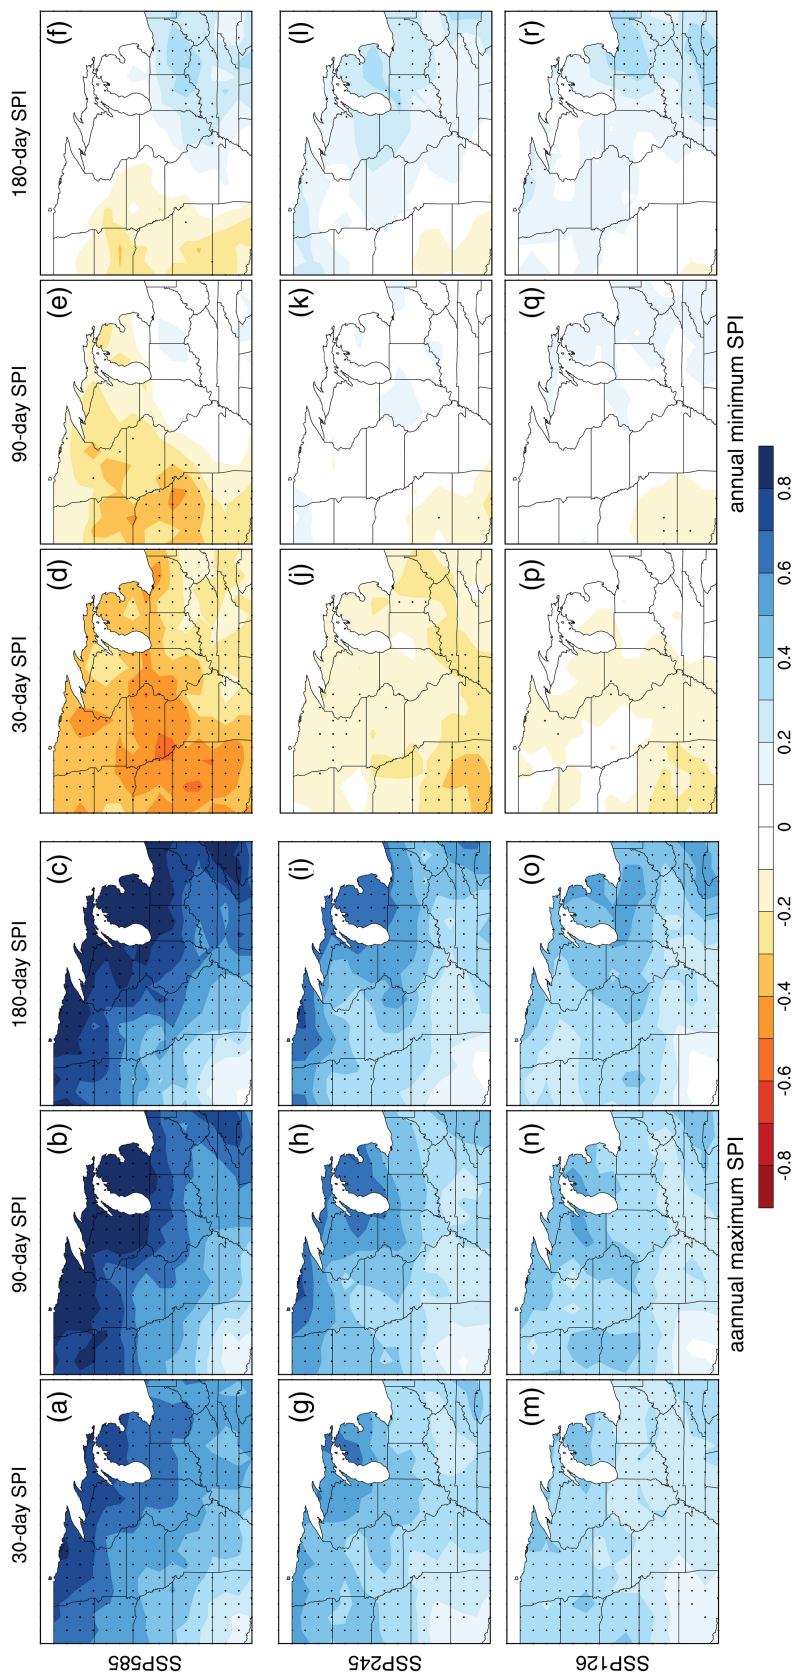 30-day SPI 90-day SPI 180-day SPI 30-day SPI 90-day SPI 180-day SPI
SSP585 (a) (b) (c) (d) (e) (f)
SSP245 (g) (h) (i) (j) (k) (l)
SSP126 (m) (n) (o) (p) (q) (r)
aannual maximum SPI annual minimum SPI
-0.8 -0.6 -0.4 -0.2 0 0.2 0.4 0.6 0.8